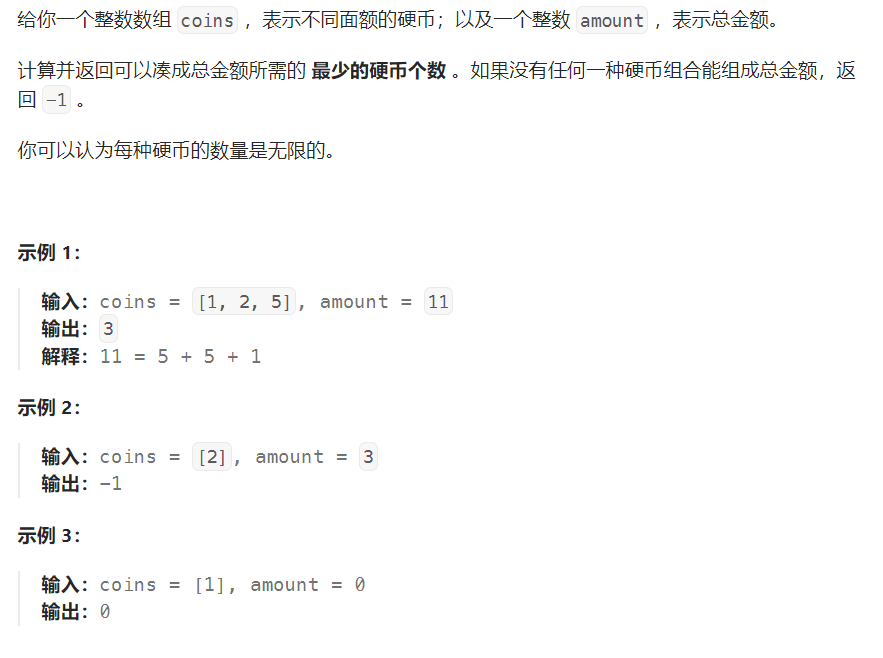 给你一个整数数组 coins ，表示不同面额的硬币；以及一个整数 amount ，表示总金额。
计算并返回可以凑成总金额所需的 最少的硬币个数 。如果没有任何一种硬币组合能组成总金额，返
回 -1 。
你可以认为每种硬币的数量是无限的。
示例 1：
输入：coins = [1, 2, 5], amount = 11
输出：3
解释：11 = 5 + 5 + 1
示例 2：
输入：coins = [2], amount = 3
输出：-1
示例 3：
输入：coins = [1], amount = 0
输出：0